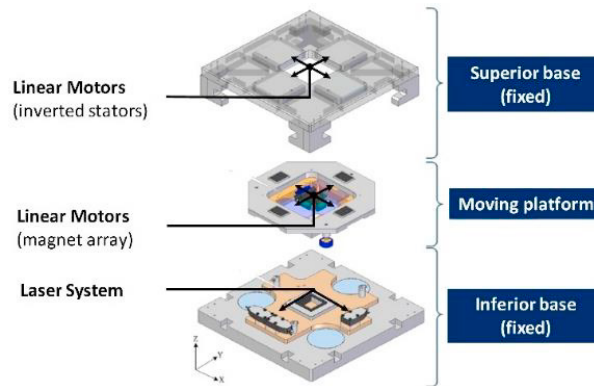 Linear Motors
(inverted stators)
Superior base
(fixed)
Linear Motors
(magnet array)
Moving platform
Laser System
Inferior base
(fixed)
Z
Y
X